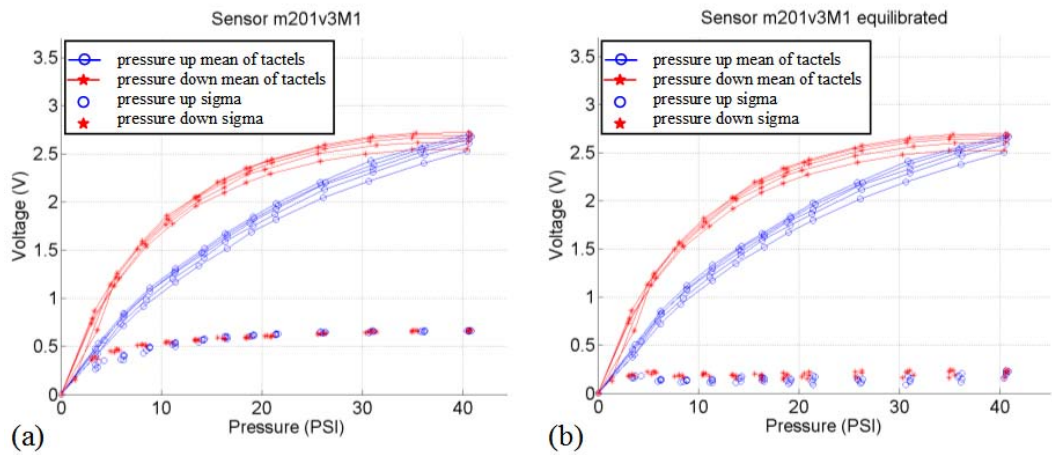 Sensor m201v3M1
3.5
3
2.5
2
1.5
1
0.5
0
Voltage (V)
pressure up mean of tactels
pressure down mean of tactels
pressure up sigma
pressure down sigma
0 10 20 30 40
Pressure (PSI)
(a)
Sensor m201v3M1 equilibrated
3.5
3
2.5
2
1.5
1
0.5
0
Voltage (V)
pressure up mean of tactels
pressure down mean of tactels
pressure up sigma
pressure down sigma
0 10 20 30 40
Pressure (PSI)
(b)